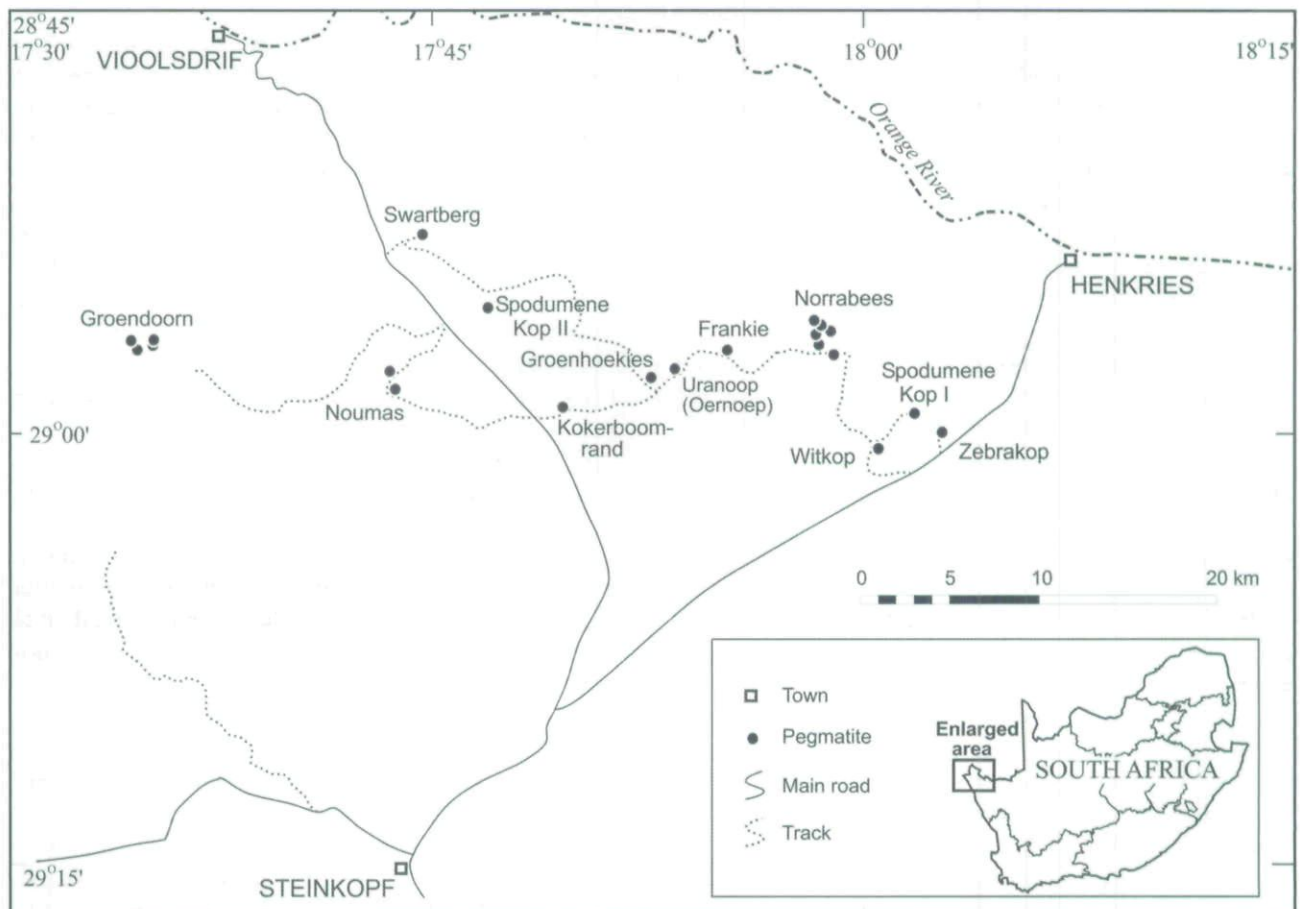 28°45'
17°30'
17°45'
18°00'
18°15'
VIOOLSDRIF
Orange River
Swartberg
HENKRIES
Spodumene
Kop II
Norrabees
Groendoorn
Frankie
Groenhoekies
Uranoop
(Oernoep)
Spodumene
Kop I
Noumas
Kokerboom-
rand
29°00'
Witkop
Zebrakop
0 5 10 20 km
Town
Pegmatite
Main road
Track
Enlarged
area
SOUTH AFRICA
29°15'
STEINKOPF